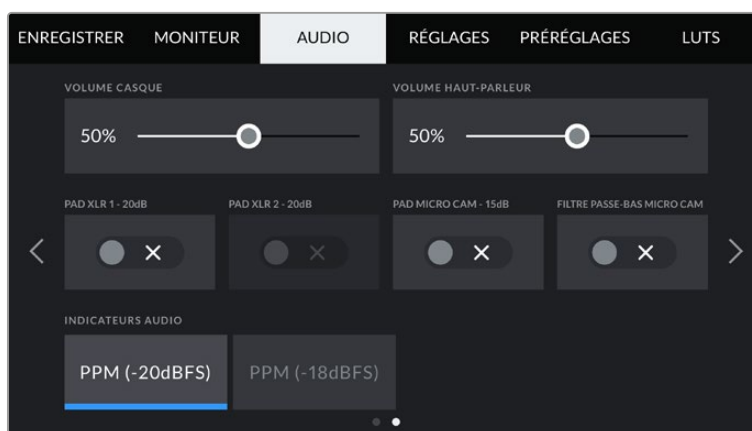 ENREGISTRER MONITEUR AUDIO RÉGLAGES PRÉRÉGLAGES LUTS
VOLUME CASQUE VOLUME HAUT-PARLEUR
50% 50%
PAD XLR 1 - 20dB PAD XLR 2 - 20dB PAD MICRO CAM - 15dB FILTRE PASSE-BAS MICRO CAM
INDICATEURS AUDIO
PPM (-20dBFS) PPM (-18dBFS)